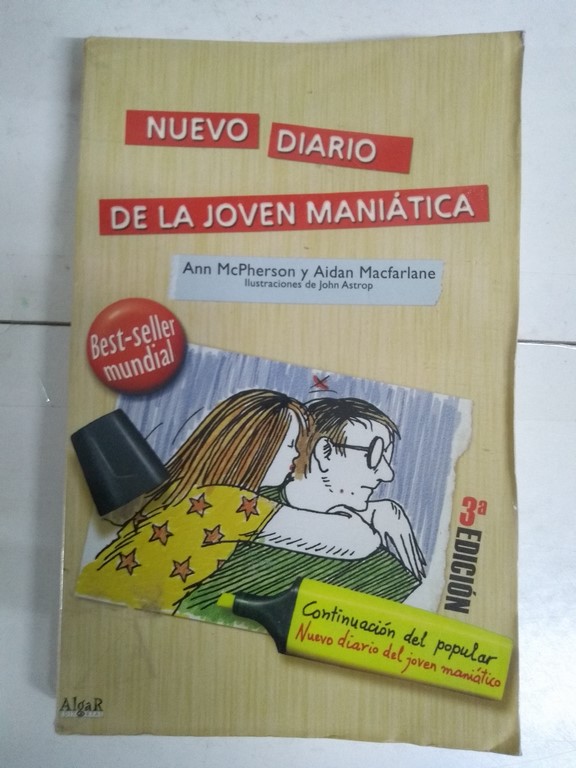 NUEVO DIARIO
DE LA JOVEN MANIÁTICA
Ann McPherson y Aidan Macfarlane
Ilustraciones de John Astrop
Best-seller
mundial
3ª EDICIÓN
Continuación del popular
Nuevo diario del joven maniático
AlgaR